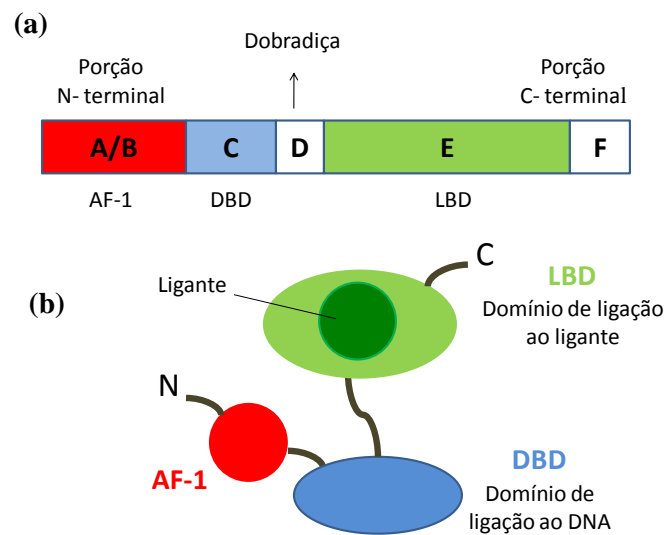 (a)
Dobradiça
Porção
N- terminal
Porção
C- terminal
A/B
C
D
E
F
AF-1
DBD
LBD
(b)
C
LBD
Domínio de ligação
ao ligante
Ligante
N
AF-1
DBD
Domínio de
ligação ao DNA